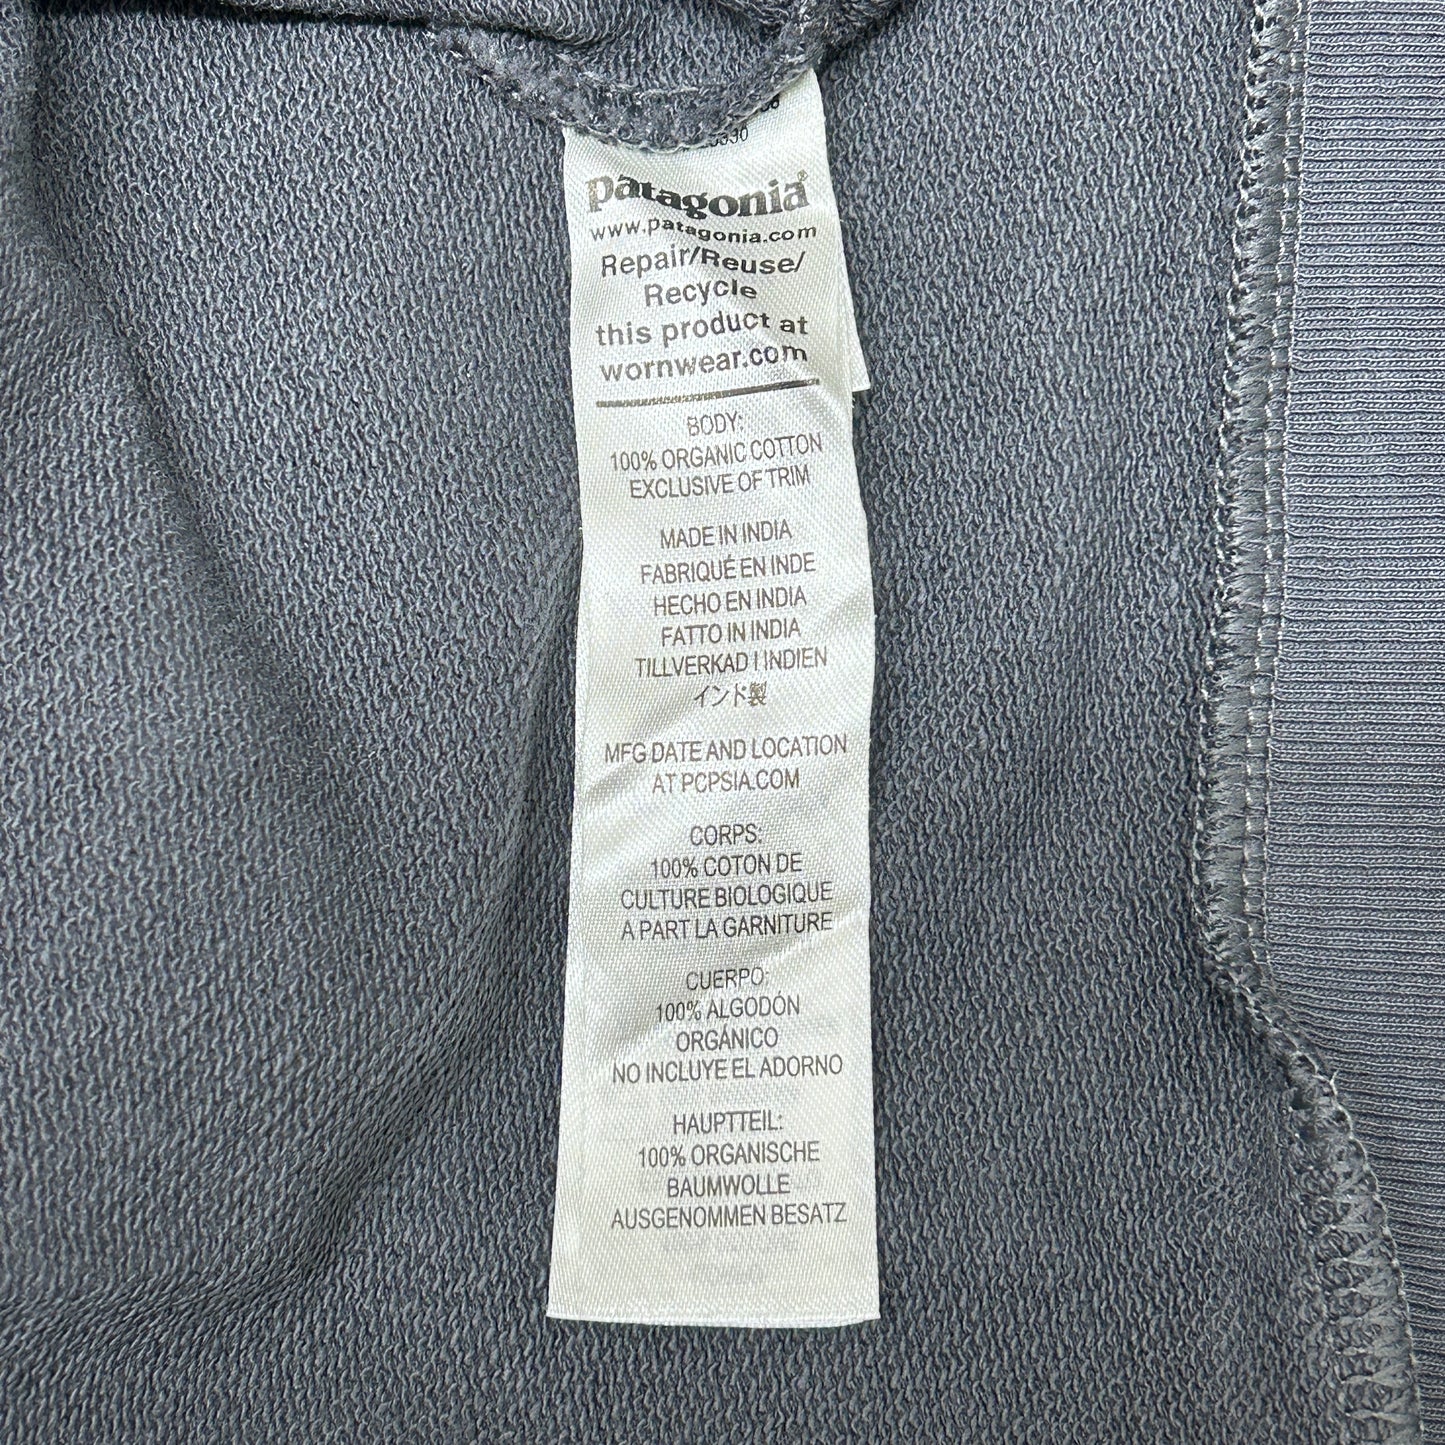 patagonia®
www.patagonia.com
Repair/Reuse/
Recycle
this product at
wornwear.com
BODY:
100% ORGANIC COTTON
EXCLUSIVE OF TRIM
MADE IN INDIA
FABRIQUÉ EN INDE
HECHO EN INDIA
FATTO IN INDIA
TILLVERKAD I INDIEN
インド製
MFG DATE AND LOCATION
AT PCPSIA.COM
CORPS:
100% COTON DE
CULTURE BIOLOGIQUE
A PART LA GARNITURE
CUERPO:
100% ALGODÓN
ORGÁNICO
NO INCLUYE EL ADORNO
HAUPTTEIL:
100% ORGANISCHE
BAUMWOLLE
AUSGENOMMEN BESATZ